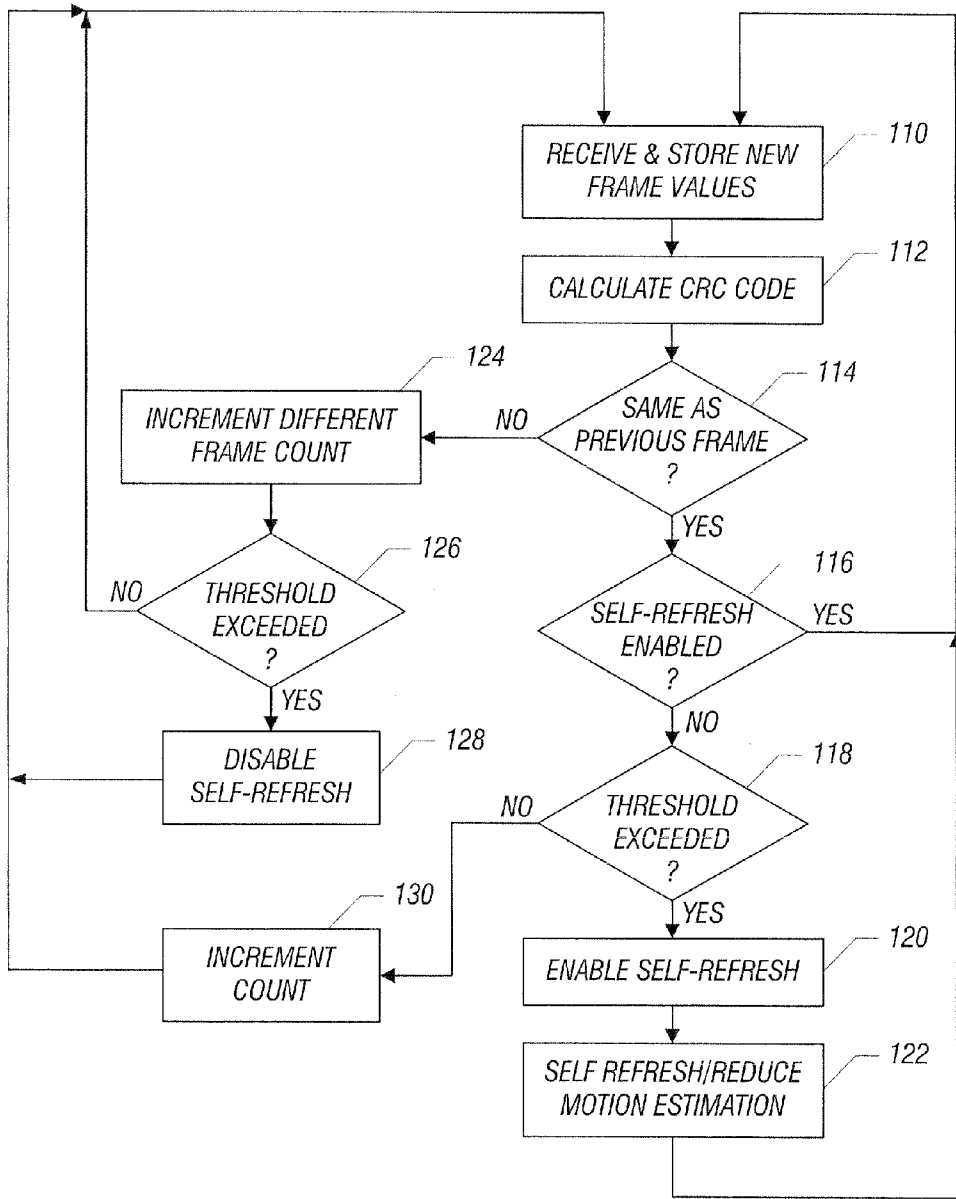 RECEIVE & STORE NEW
FRAME VALUES
110
CALCULATE CRC CODE
112
SAME AS
PREVIOUS FRAME
?
114
NO
YES
INCREMENT DIFFERENT
FRAME COUNT
124
THRESHOLD
EXCEEDED
?
126
NO
YES
SELF-REFRESH
ENABLED
?
116
YES
NO
DISABLE
SELF-REFRESH
128
THRESHOLD
EXCEEDED
?
118
NO
YES
INCREMENT
COUNT
130
ENABLE SELF-REFRESH
120
SELF REFRESH/REDUCE
MOTION ESTIMATION
122